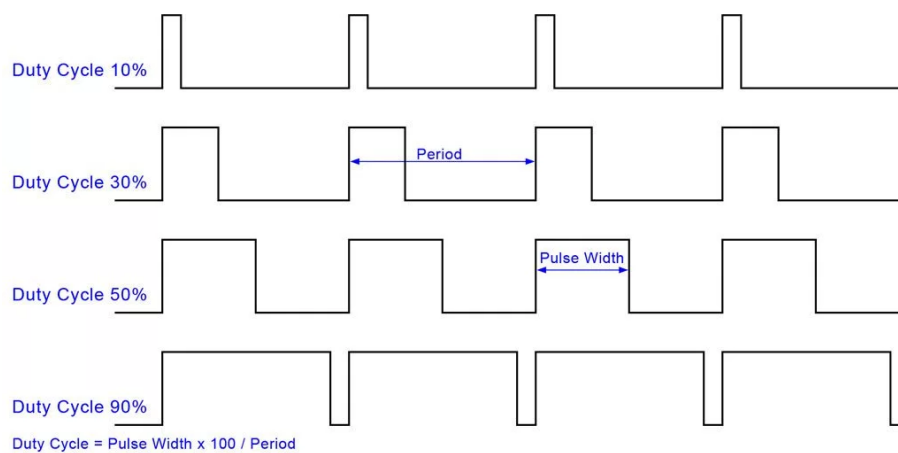 Duty Cycle 10%
Period
Duty Cycle 30%
Pulse Width
Duty Cycle 50%
Duty Cycle 90%
Duty Cycle = Pulse Width x 100 / Period